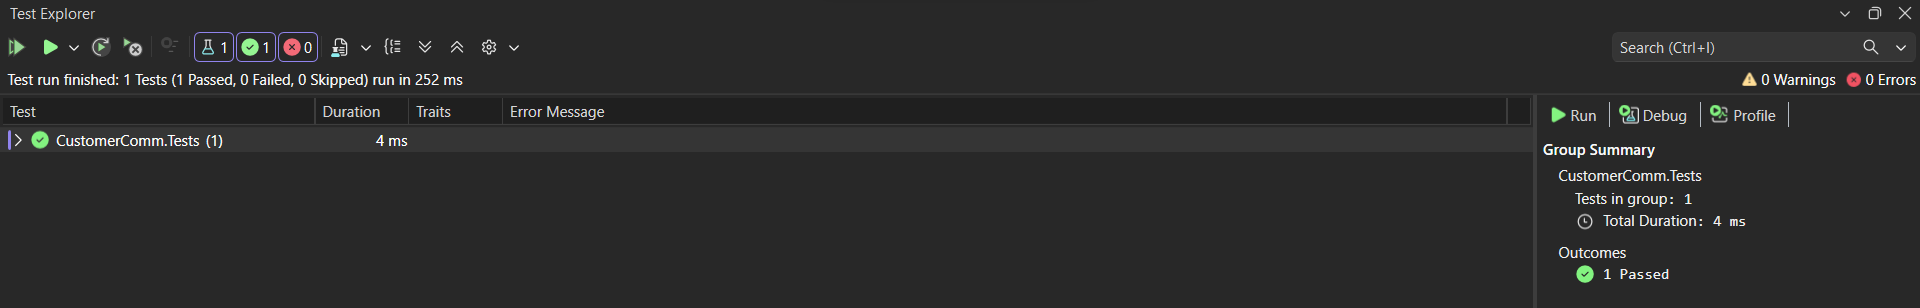 Test Explorer
1 1 0
Search (Ctrl+I)
Test run finished: 1 Tests (1 Passed, 0 Failed, 0 Skipped) run in 252 ms
0 Warnings 0 Errors
Test Duration Traits Error Message
CustomerComm.Tests (1) 4 ms
Run Debug Profile
Group Summary
CustomerComm.Tests
Tests in group: 1
Total Duration: 4 ms
Outcomes
1 Passed